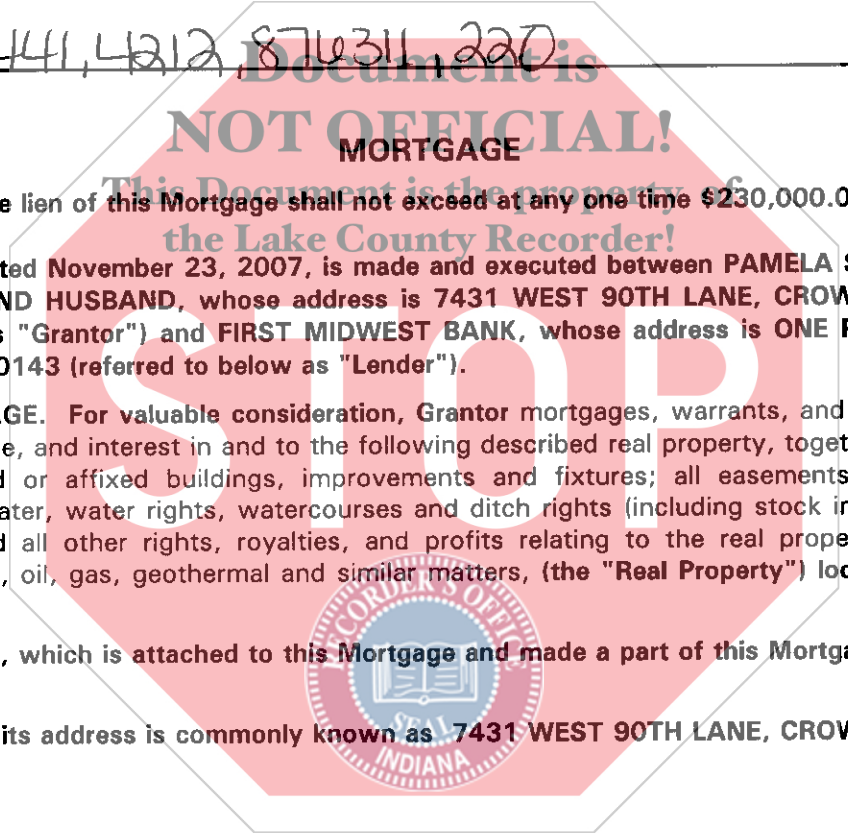 441,4212,876311,220
Document is
NOT OFFICIAL!
MORTGAGE
This Document is the property of
e lien of this Mortgage shall not exceed at any one time $230,000.0
the Lake County Recorder!
ted November 23, 2007, is made and executed between PAMELA S
ND HUSBAND, whose address is 7431 WEST 90TH LANE, CROW
s "Grantor") and FIRST MIDWEST BANK, whose address is ONE P
0143 (referred to below as "Lender").
STOP
GE. For valuable consideration, Grantor mortgages, warrants, and
e, and interest in and to the following described real property, toget
d or affixed buildings, improvements and fixtures; all easements
ater, water rights, watercourses and ditch rights (including stock in
d all other rights, royalties, and profits relating to the real prope
, oil, gas, geothermal and similar matters, (the "Real Property") loc
RECORDER'S OFFICE
, which is attached to this Mortgage and made a part of this Mortga
SEAL
its address is commonly known as 7431 WEST 90TH LANE, CROW
INDIANA